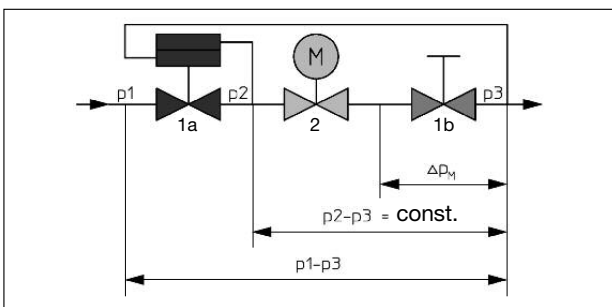 M
p1 p2 p3
1a 2 1b
Δp_M
p2-p3 = const.
p1-p3